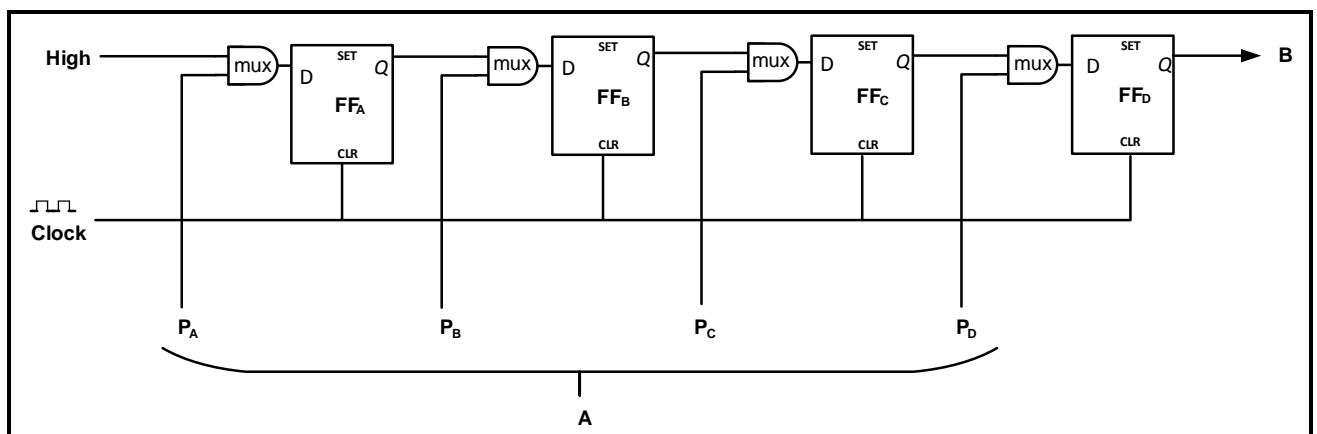 High
mux
D
SET
Q
FFA
CLR
mux
D
SET
Q
FFB
CLR
mux
D
SET
Q
FFC
CLR
mux
D
SET
Q
FFD
CLR
B
Clock
PA
PB
PC
PD
A